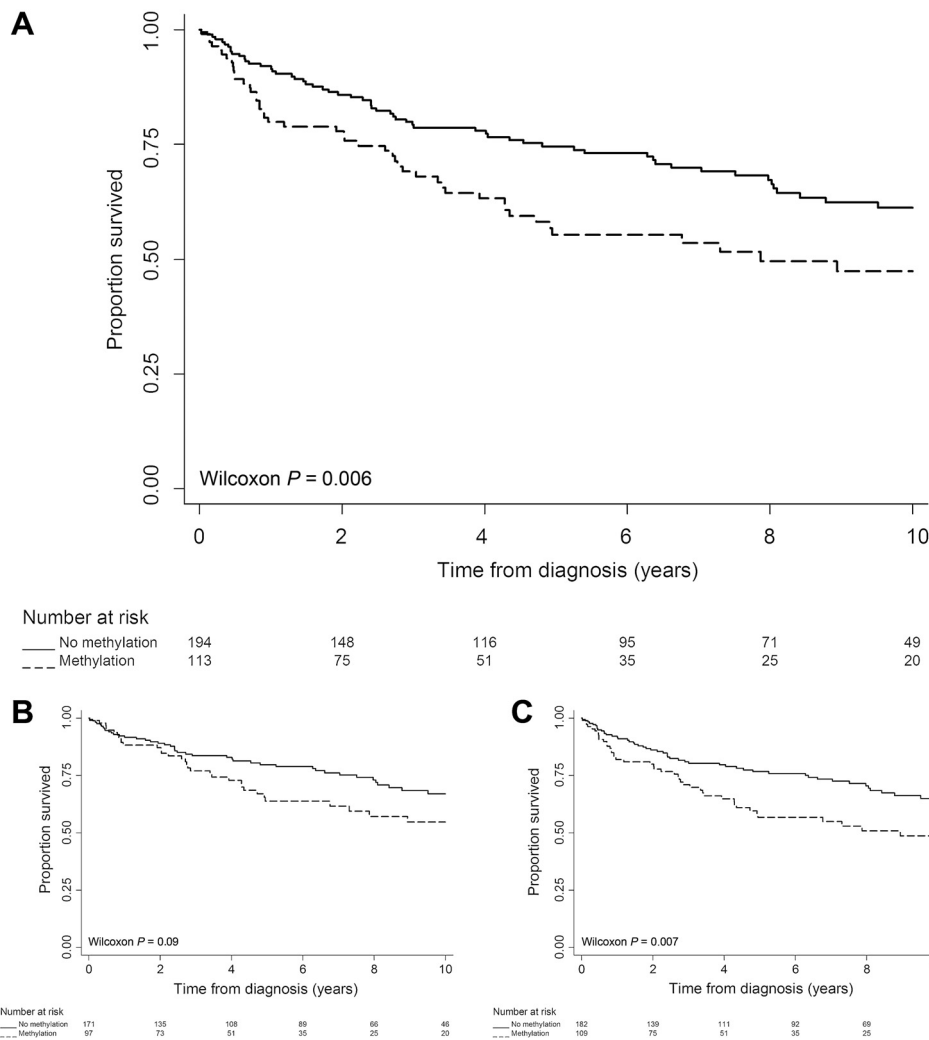 A
1.00
0.75
0.50
0.25
0.00
Proportion survived
Wilcoxon P = 0.006
0 2 4 6 8 10
Time from diagnosis (years)
Number at risk
No methylation 194 148 116 95 71 49
Methylation 113 75 51 35 25 20
B
1.00
0.75
0.50
0.25
0.00
Proportion survived
Wilcoxon P = 0.09
0 2 4 6 8 10
Time from diagnosis (years)
Number at risk
No methylation 171 135 108 89 66 46
Methylation 97 73 51 35 25 20
C
1.00
0.75
0.50
0.25
0.00
Proportion survived
Wilcoxon P = 0.007
0 2 4 6 8
Time from diagnosis (years)
Number at risk
No methylation 182 139 111 92 69
Methylation 109 75 51 35 25